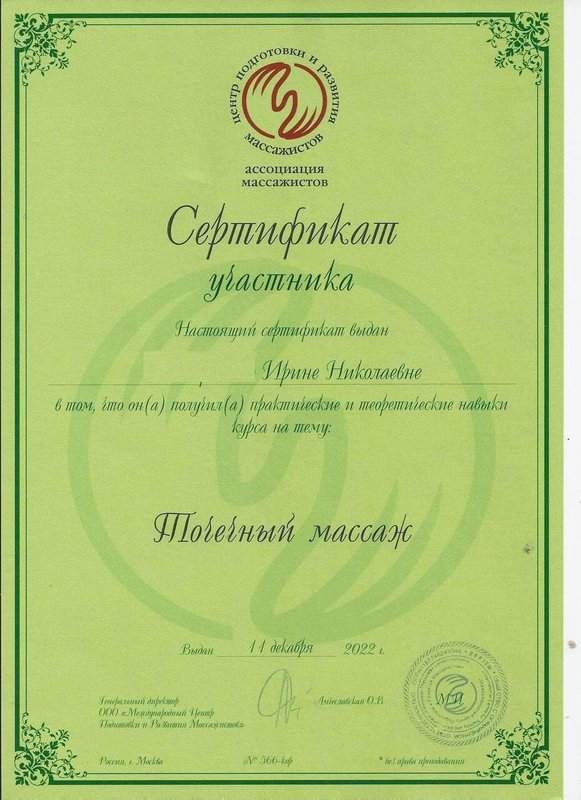 центр подготовки и развития
массажистов
ассоциация
массажистов
Сертификат
участника
Настоящий сертификат выдан
Ирине Николаевне
в том, что он(а) получил(а) практические и теоретические навыки
курса на тему:
Точечный массаж
Выдан 11 декабря 2022 г.
Генеральный директор
ООО «Международный Центр
Подготовки и Развития Массажистов»
О.В.
МП
Россия, г. Москва
№ 566-кф
* без права преподавания